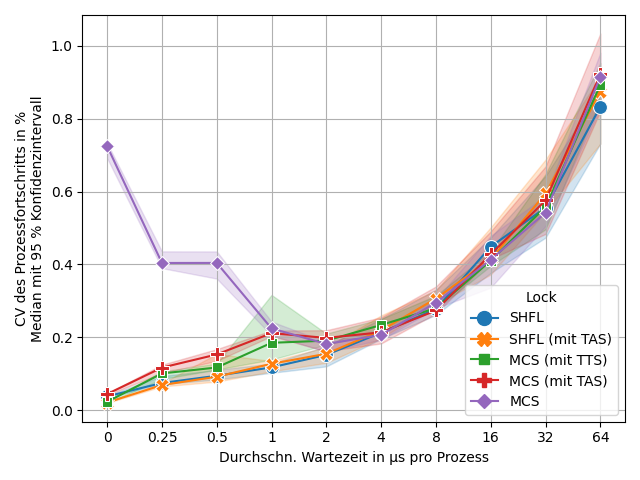 CV des Prozessfortschritts in %
Median mit 95 % Konfidenzintervall
1.0
0.8
0.6
0.4
0.2
0.0
0 0.25 0.5 1 2 4 8 16 32 64
Durchschn. Wartezeit in µs pro Prozess
Lock
SHFL
SHFL (mit TAS)
MCS (mit TTS)
MCS (mit TAS)
MCS